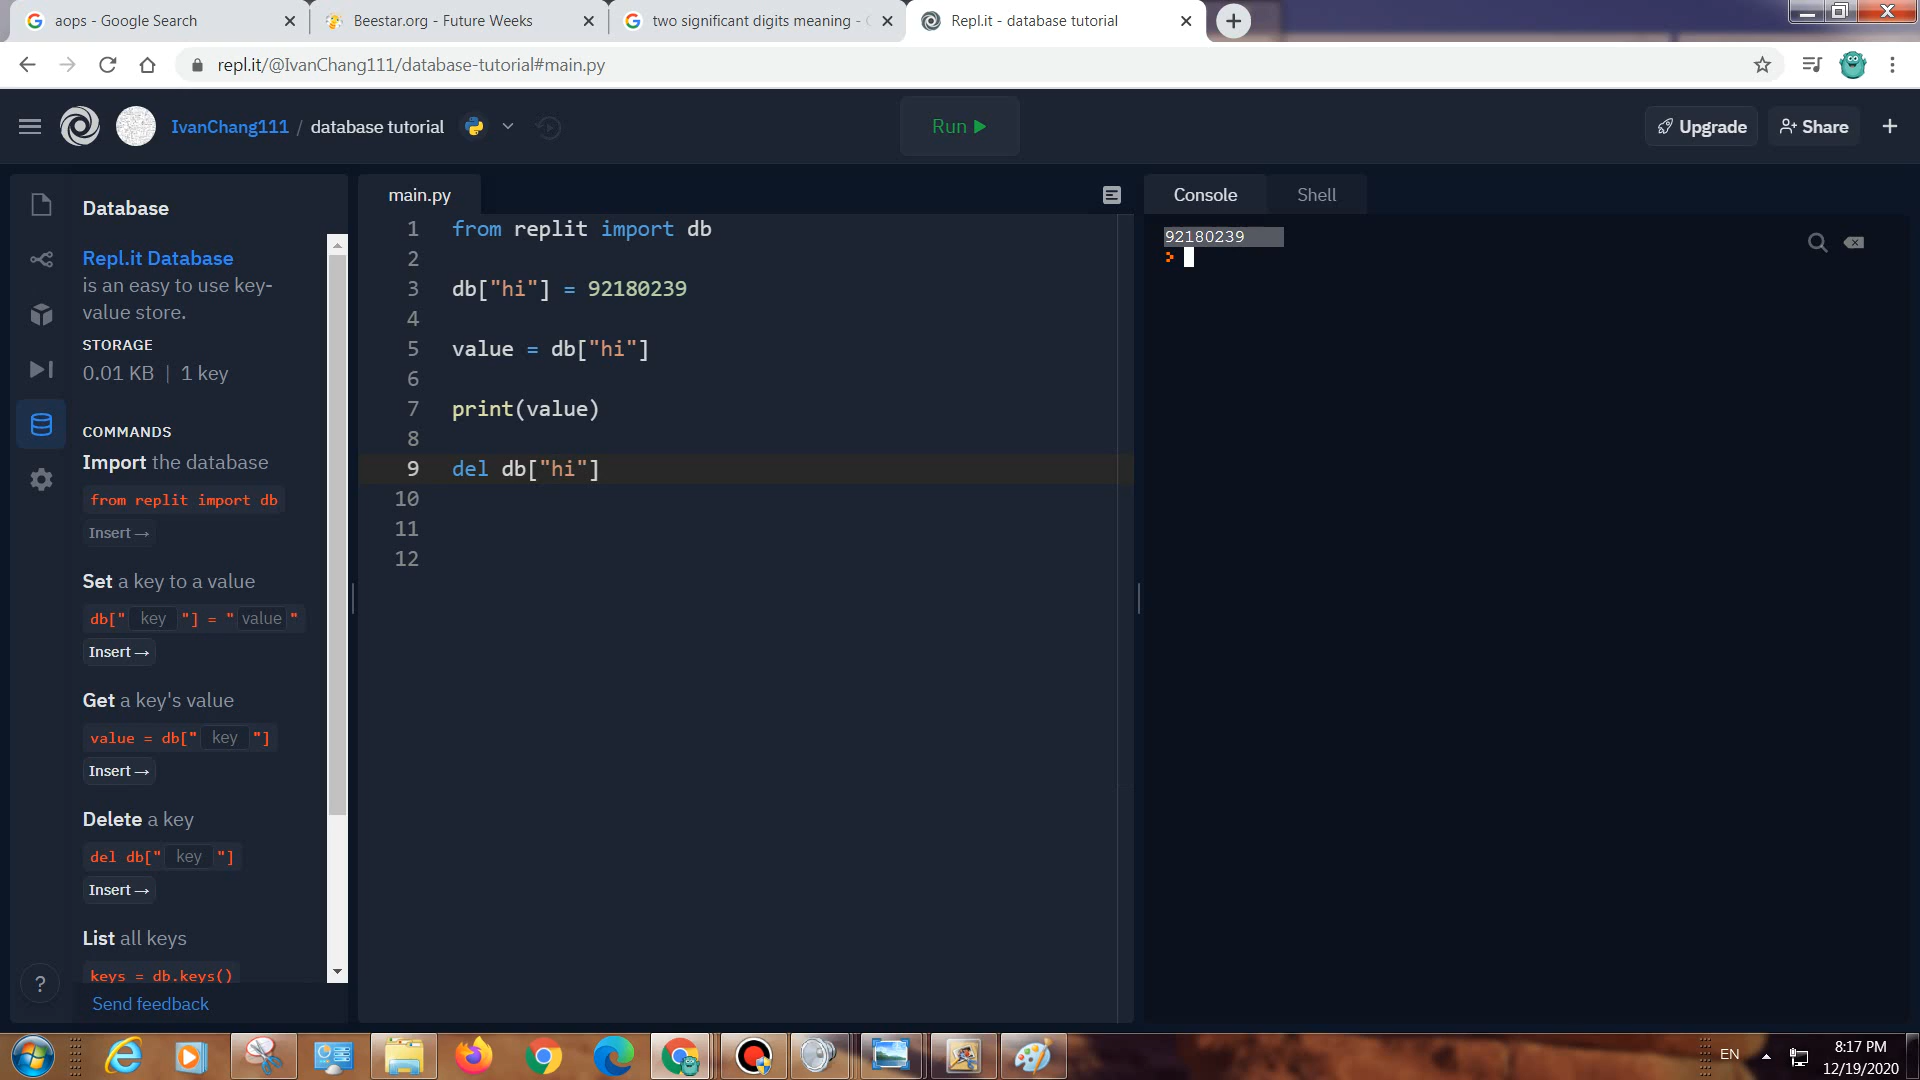 aops - Google Search
Beestar.org - Future Weeks
two significant digits meaning -
Repl.it - database tutorial
repl.it/@IvanChang111/database-tutorial#main.py
IvanChang111 / database tutorial
Run
Upgrade
Share
Database
Repl.it Database
is an easy to use key-
value store.
STORAGE
0.01 KB | 1 key
COMMANDS
Import the database
from replit import db
Insert →
Set a key to a value
db[" key "] = " value "
Insert →
Get a key's value
value = db[" key "]
Insert →
Delete a key
del db[" key "]
Insert →
List all keys
keys = db.keys()
Send feedback
?
main.py
1 from replit import db
2
3 db["hi"] = 92180239
4
5 value = db["hi"]
6
7 print(value)
8
9 del db["hi"]
10
11
12
Console
Shell
92180239
>
EN
8:17 PM
12/19/2020